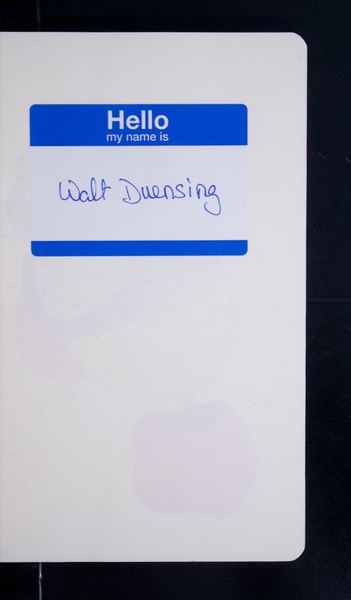 Hello
my name is
Walt Duensing